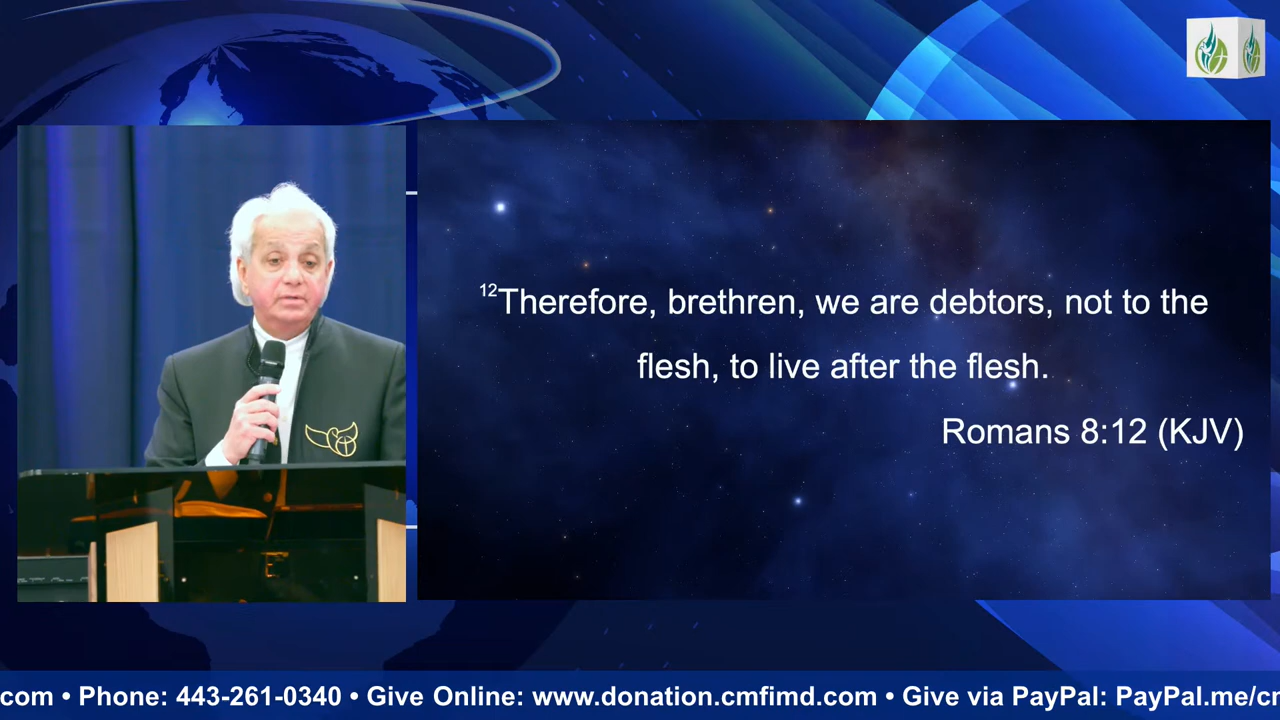 ¹²Therefore, brethren, we are debtors, not to the
flesh, to live after the flesh.
Romans 8:12 (KJV)
com • Phone: 443-261-0340 • Give Online: www.donation.cmfimd.com • Give via PayPal: PayPal.me/c